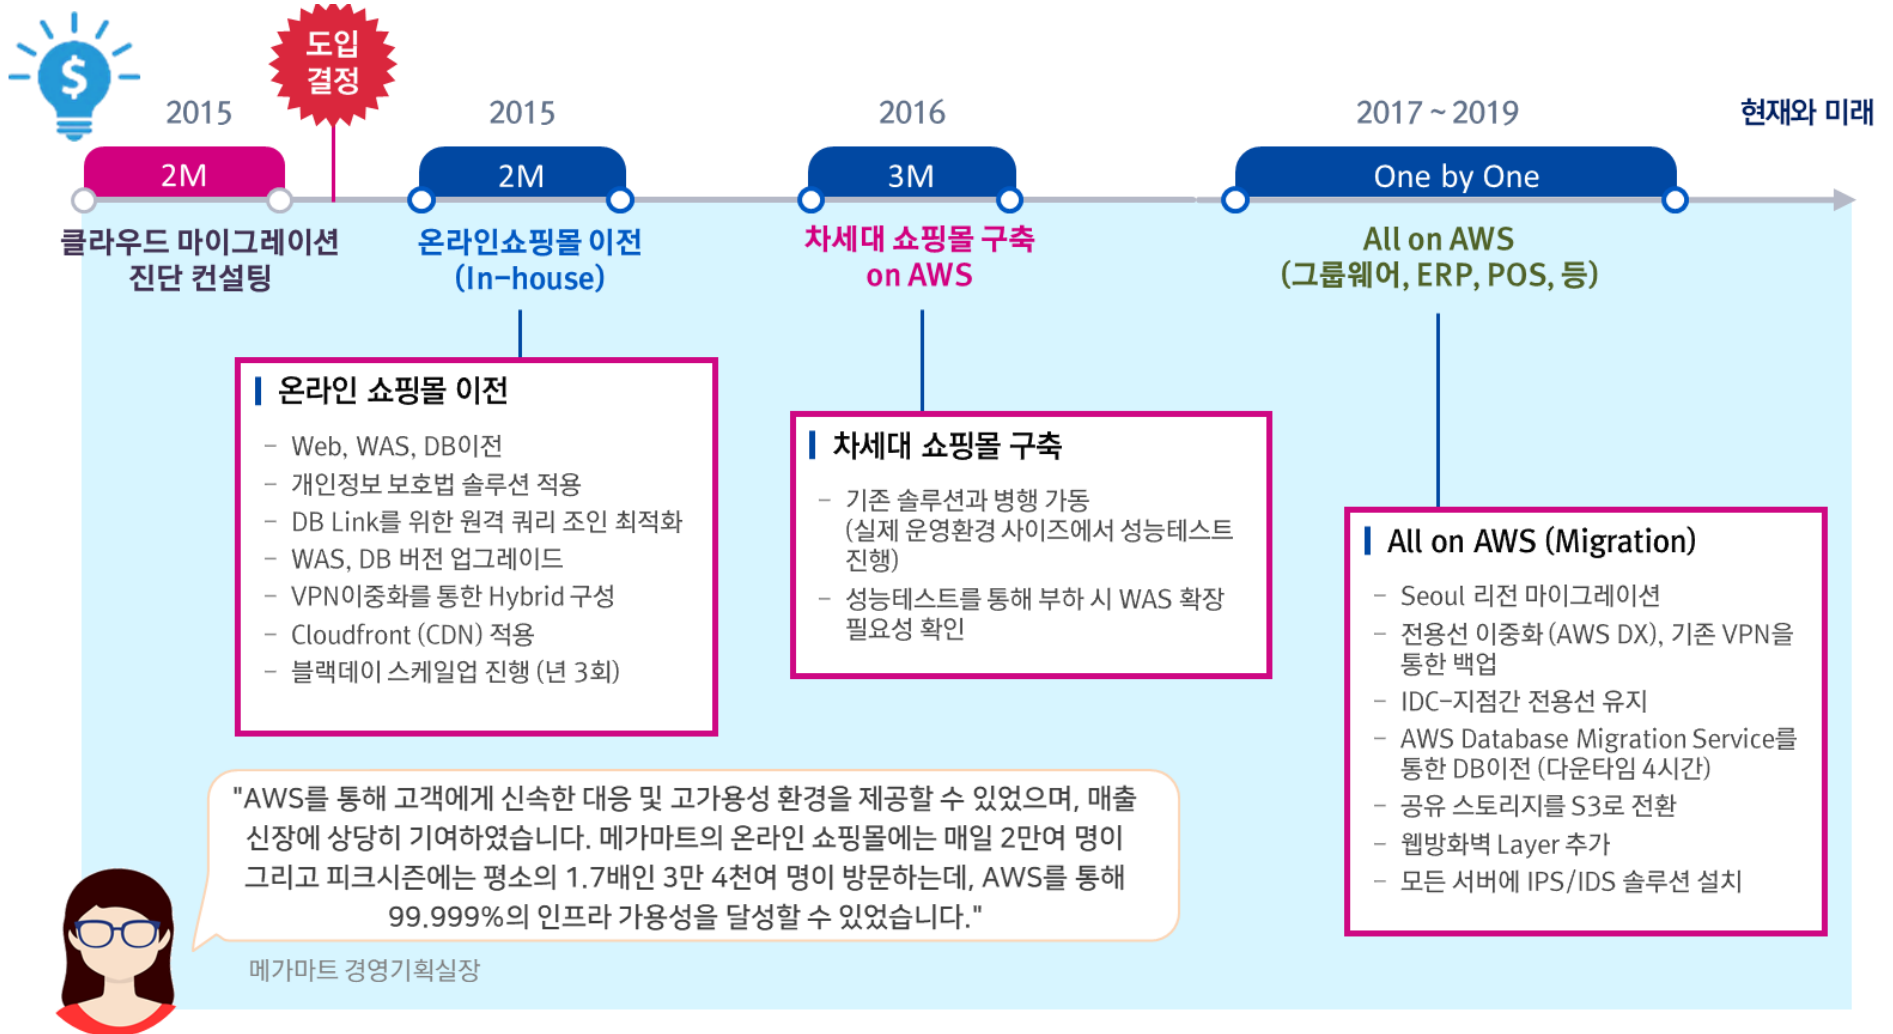 $
도입
결정
2015
2015
2016
2017 ~ 2019
현재와 미래
2M
2M
3M
One by One
클라우드 마이그레이션
진단 컨설팅
온라인쇼핑몰 이전
(In-house)
차세대 쇼핑몰 구축
on AWS
All on AWS
(그룹웨어, ERP, POS, 등)
온라인 쇼핑몰 이전
- Web, WAS, DB이전
- 개인정보 보호법 솔루션 적용
- DB Link를 위한 원격 쿼리 조인 최적화
- WAS, DB 버전 업그레이드
- VPN이중화를 통한 Hybrid 구성
- Cloudfront (CDN) 적용
- 블랙데이 스케일업 진행 (년 3회)
차세대 쇼핑몰 구축
- 기존 솔루션과 병행 가동
(실제 운영환경 사이즈에서 성능테스트
진행)
- 성능테스트를 통해 부하 시 WAS 확장
필요성 확인
All on AWS (Migration)
- Seoul 리전 마이그레이션
- 전용선 이중화 (AWS DX), 기존 VPN을
통한 백업
- IDC-지점간 전용선 유지
- AWS Database Migration Service를
통한 DB이전 (다운타임 4시간)
- 공유 스토리지를 S3로 전환
- 웹방화벽 Layer 추가
- 모든 서버에 IPS/IDS 솔루션 설치
"AWS를 통해 고객에게 신속한 대응 및 고가용성 환경을 제공할 수 있었으며, 매출
신장에 상당히 기여하였습니다. 메가마트의 온라인 쇼핑몰에는 매일 2만여 명이
그리고 피크시즌에는 평소의 1.7배인 3만 4천여 명이 방문하는데, AWS를 통해
99.999%의 인프라 가용성을 달성할 수 있었습니다."
메가마트 경영기획실장